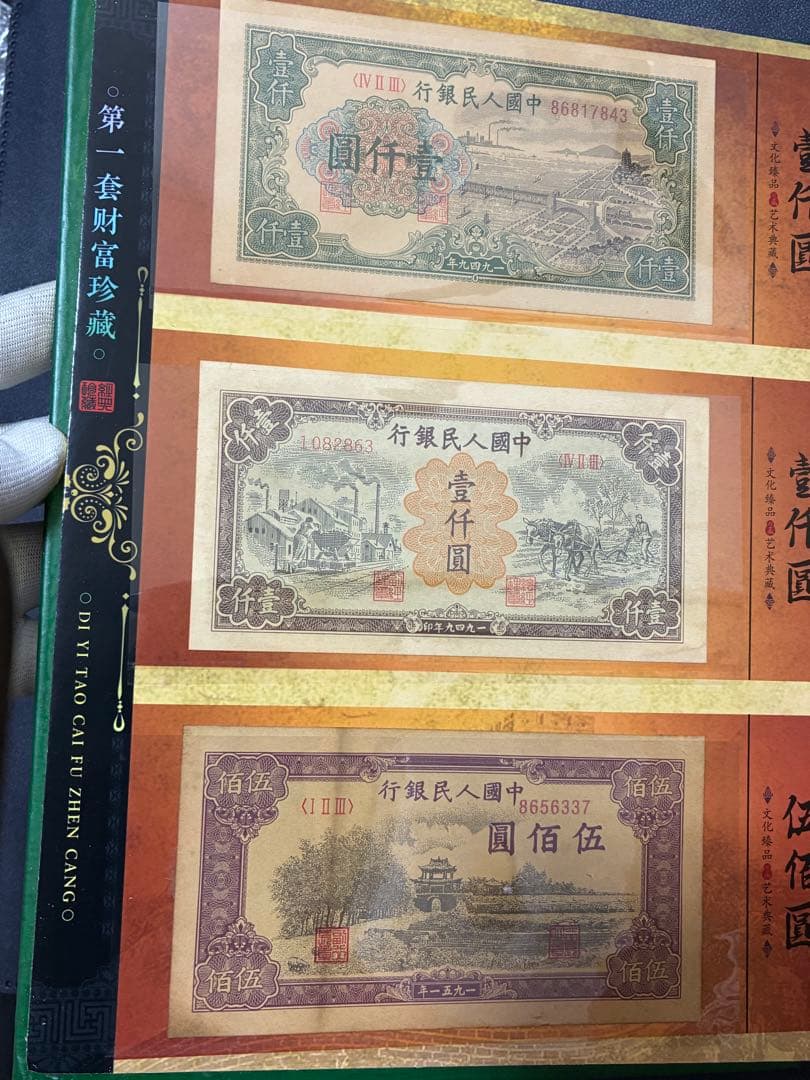 第一套财富珍藏
DI YI TAO CAI FU ZHEN CANG
壹仟
〈IV II III〉
行銀民人國中
86817843
壹仟
圓仟壹
仟壹
年九四九一
仟壹
壹仟圓
文化臻品
艺术典藏
仟壹
行銀民人國中
仟壹
1082863
〈IV II III〉
壹仟圓
仟壹
印年九四九一
仟壹
壹仟圓
文化臻品
艺术典藏
佰伍
行銀民人國中
佰伍
〈I II III〉
8656337
圓佰伍
佰伍
年一五九一
佰伍
伍佰圓
文化臻品
艺术典藏